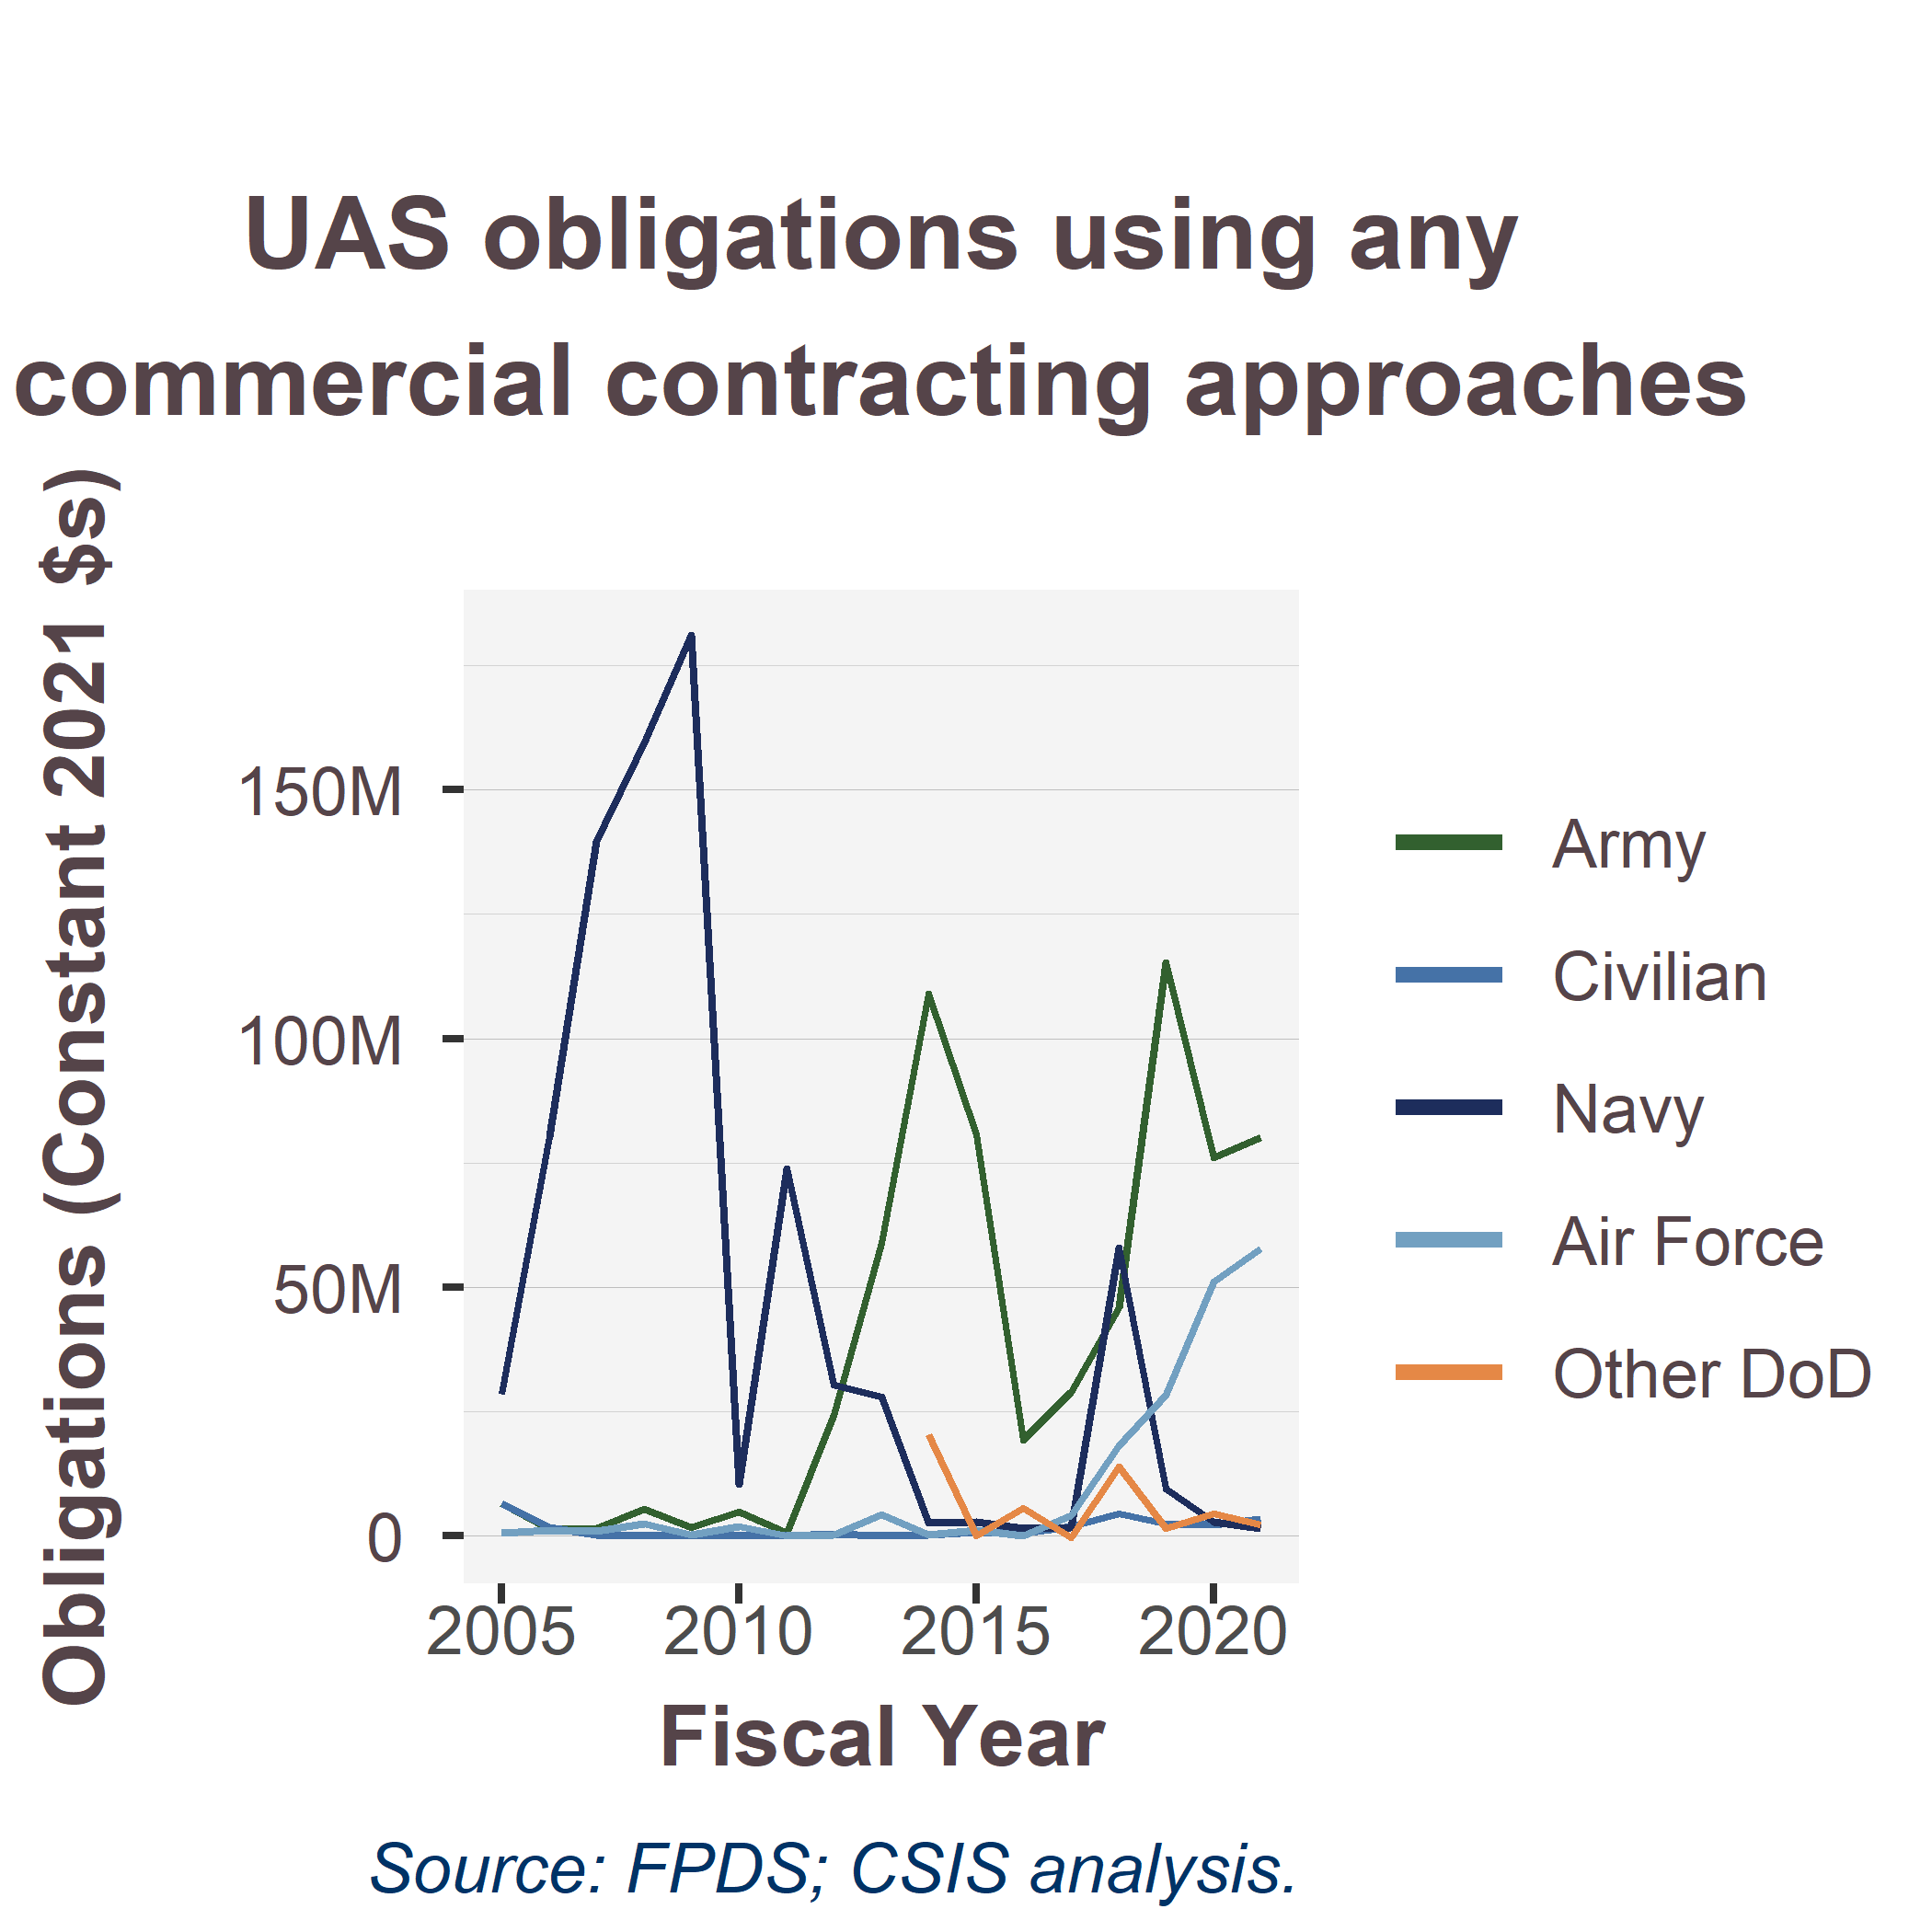 UAS obligations using any
commercial contracting approaches
Obligations (Constant 2021 $s)
150M
100M
50M
0
2005
2010
2015
2020
Fiscal Year
Army
Civilian
Navy
Air Force
Other DoD
Source: FPDS; CSIS analysis.